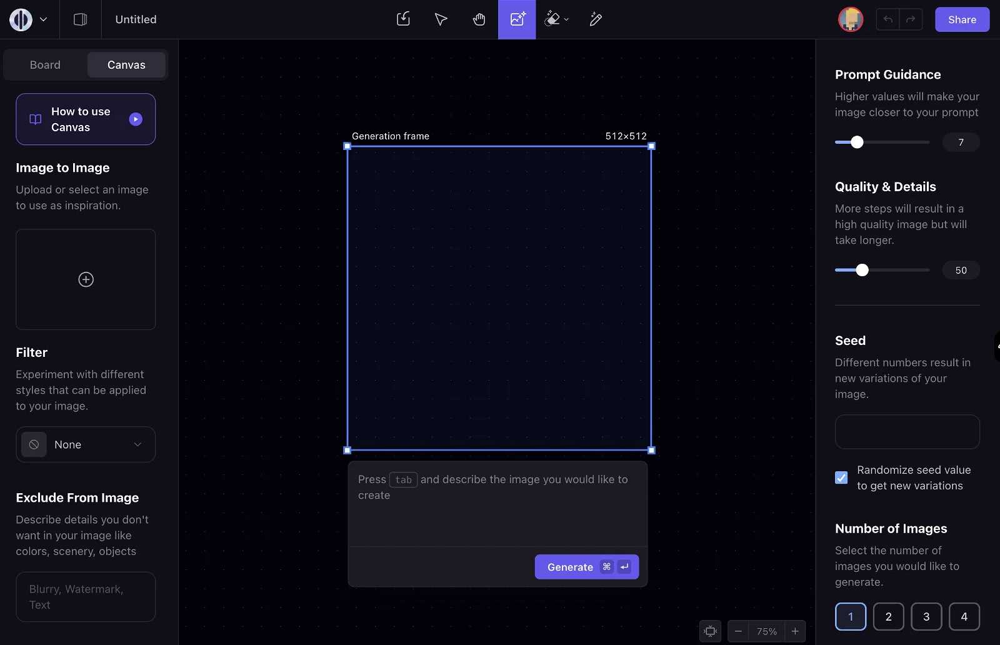 Untitled
Share
Board
Canvas
How to use
Canvas
Image to Image
Upload or select an image
to use as inspiration.
Filter
Experiment with different
styles that can be applied
to your image.
None
Exclude From Image
Describe details you don't
want in your image like
colors, scenery, objects
Blurry, Watermark,
Text
Generation frame
512×512
Press tab and describe the image you would like to
create
Generate ⌘ ↵
75%
Prompt Guidance
Higher values will make your
image closer to your prompt
7
Quality & Details
More steps will result in a
high quality image but will
take longer.
50
Seed
Different numbers result in
new variations of your
image.
Randomize seed value
to get new variations
Number of Images
Select the number of
images you would like to
generate.
1 2 3 4